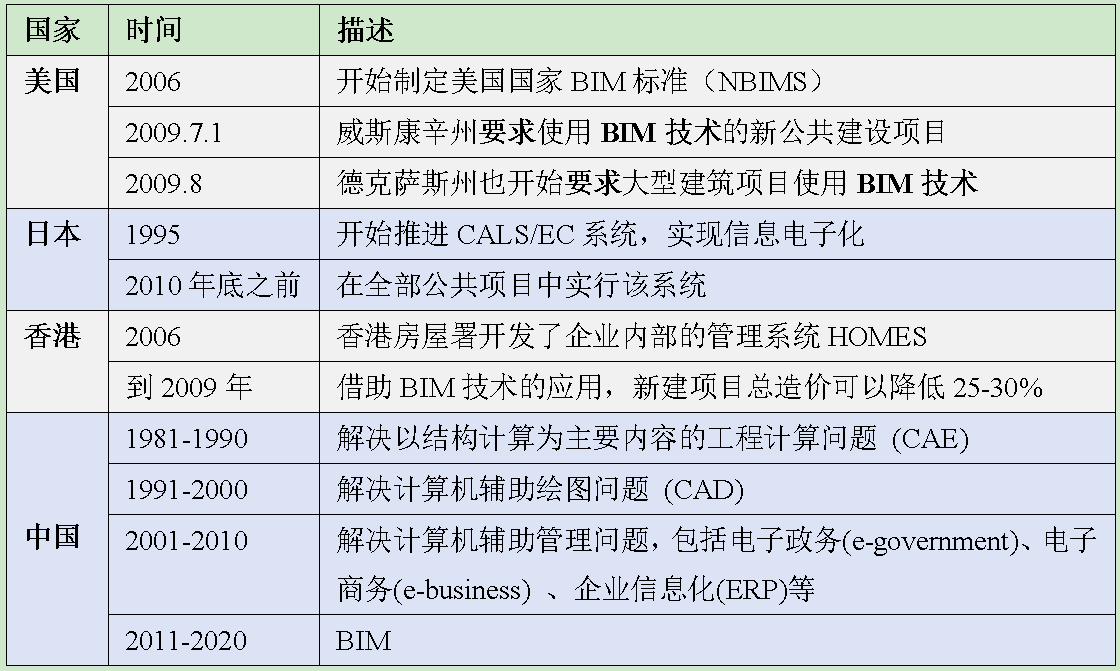 国家 时间 描述
美国 2006 开始制定美国国家 BIM 标准（NBIMS）
2009.7.1 威斯康辛州要求使用 BIM 技术的新公共建设项目
2009.8 德克萨斯州也开始要求大型建筑项目使用 BIM 技术
日本 1995 开始推进 CALS/EC 系统，实现信息电子化
2010 年底之前 在全部公共项目中实行该系统
香港 2006 香港房屋署开发了企业内部的管理系统 HOMES
到 2009 年 借助 BIM 技术的应用，新建项目总造价可以降低 25-30%
中国 1981-1990 解决以结构计算为主要内容的工程计算问题 (CAE)
1991-2000 解决计算机辅助绘图问题 (CAD)
2001-2010 解决计算机辅助管理问题，包括电子政务(e-government)、电子
商务(e-business) 、企业信息化(ERP)等
2011-2020 BIM